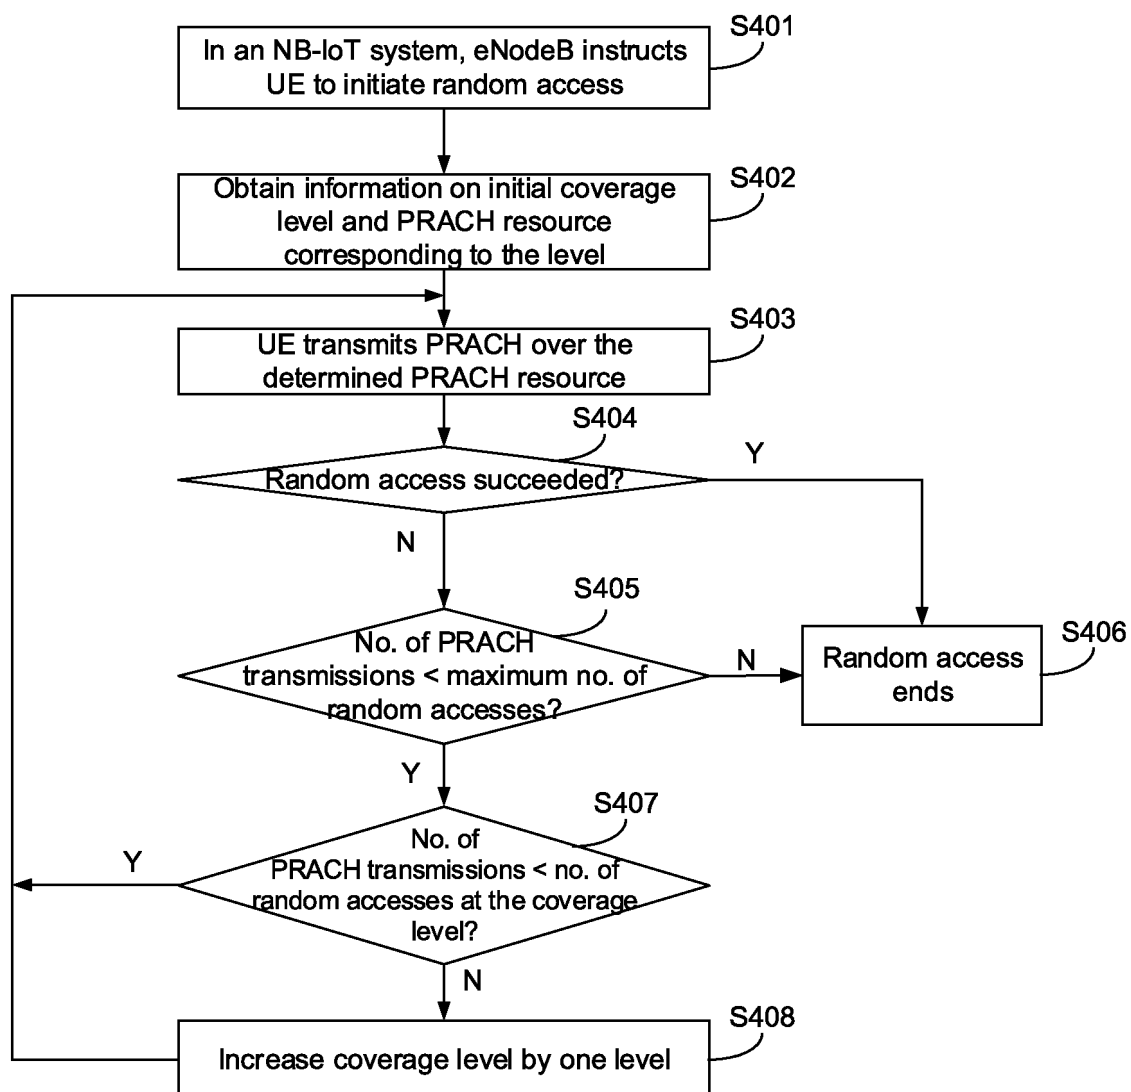 S401
In an NB-IoT system, eNodeB instructs
UE to initiate random access
S402
Obtain information on initial coverage
level and PRACH resource
corresponding to the level
S403
UE transmits PRACH over the
determined PRACH resource
S404
Y
Random access succeeded?
N
S405
No. of PRACH
transmissions < maximum no. of
random accesses?
N
S406
Random access
ends
Y
S407
No. of
PRACH transmissions < no. of
random accesses at the coverage
level?
Y
N
S408
Increase coverage level by one level